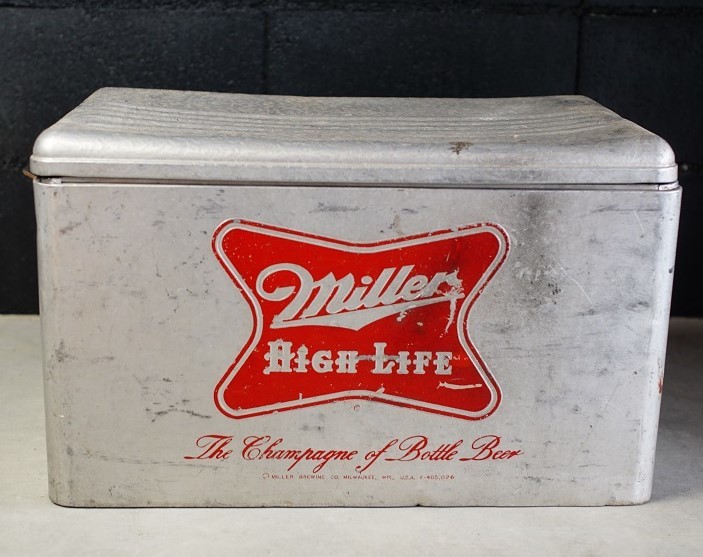 Miller
HIGH LIFE
The Champagne of Bottle Beer
MILLER BREWING CO. MILWAUKEE, WIS., U.S.A.